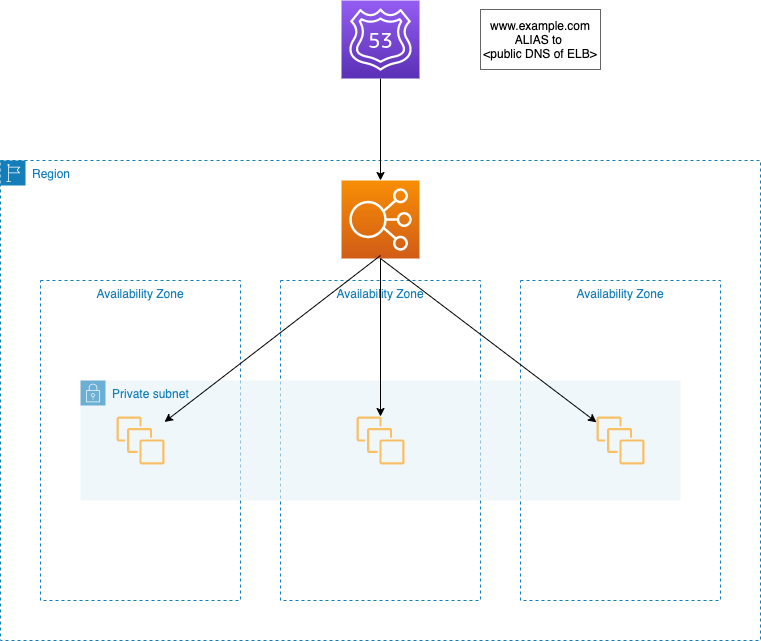 53
www.example.com
ALIAS to
<public DNS of ELB>
Region
Availability Zone
Availability Zone
Availability Zone
Private subnet